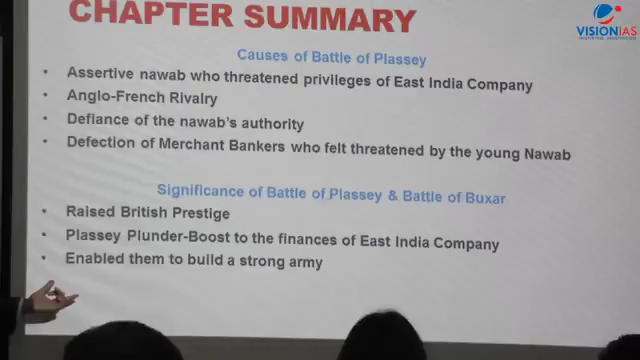 CHAPTER SUMMARY
VISIONIAS
INSPIRING INNOVATION
Causes of Battle of Plassey
• Assertive nawab who threatened privileges of East India Company
• Anglo-French Rivalry
• Defiance of the nawab's authority
• Defection of Merchant Bankers who felt threatened by the young Nawab
Significance of Battle of Plassey & Battle of Buxar
• Raised British Prestige
• Plassey Plunder-Boost to the finances of East India Company
• Enabled them to build a strong army